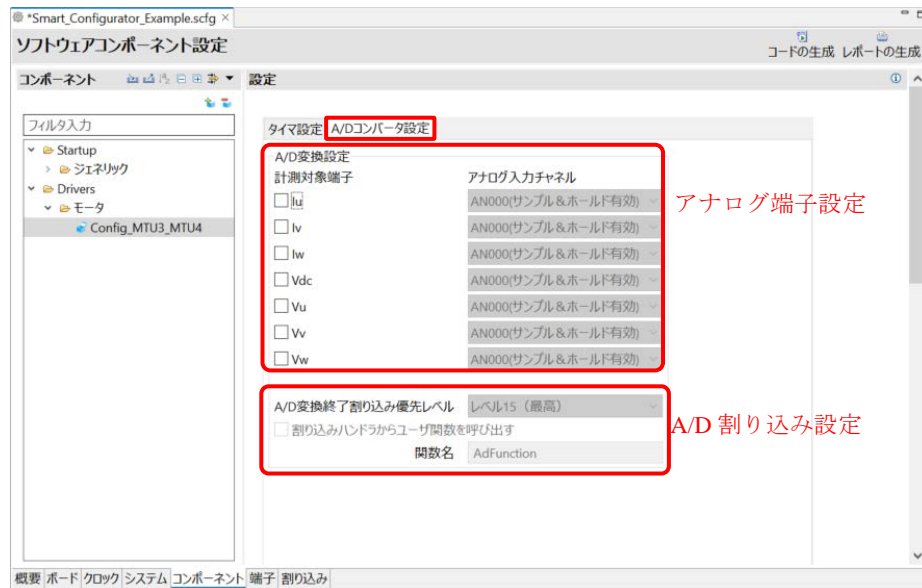 *Smart_Configurator_Example.scfg
ソフトウェアコンポーネント設定
コードの生成 レポートの生成
コンポーネント
設定
フィルタ入力
Startup
ジェネリック
Drivers
モータ
Config_MTU3_MTU4
タイマ設定 A/Dコンバータ設定
A/D変換設定
計測対象端子 アナログ入力チャネル
Iu AN000(サンプル&ホールド有効)
アナログ端子設定
Iv AN000(サンプル&ホールド有効)
Iw AN000(サンプル&ホールド有効)
Vdc AN000(サンプル&ホールド有効)
Vu AN000(サンプル&ホールド有効)
Vv AN000(サンプル&ホールド有効)
Vw AN000(サンプル&ホールド有効)
A/D変換終了割り込み優先レベル レベル15(最高)
A/D 割り込み設定
割り込みハンドラからユーザ関数を呼び出す
関数名 AdFunction
概要 ボード クロック システム コンポーネント 端子 割り込み